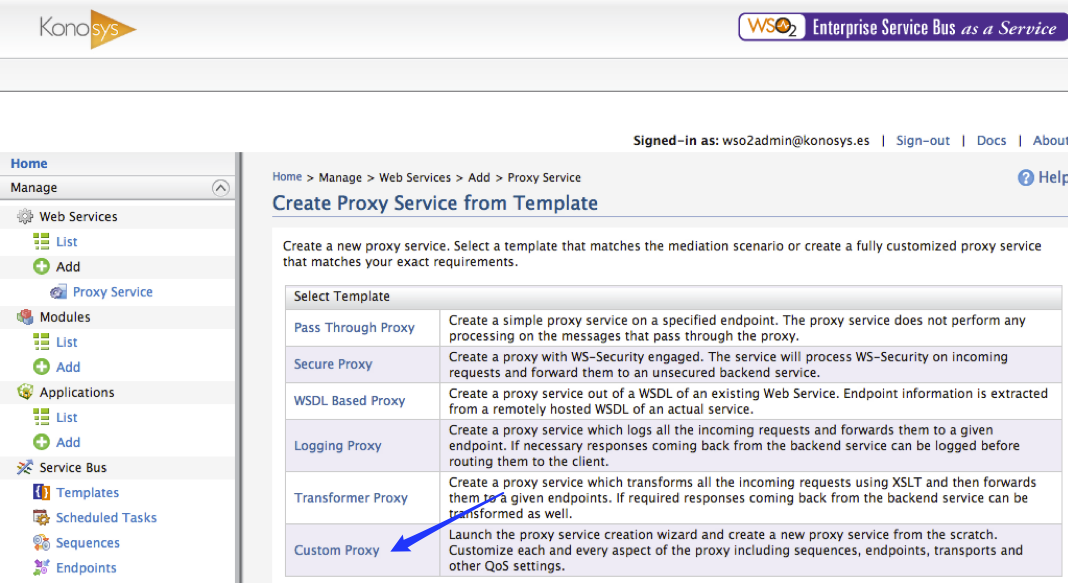 Konosys
WSO2 Enterprise Service Bus as a Service
Signed-in as: wso2admin@konosys.es | Sign-out | Docs | About
Home
Manage
Web Services
List
Add
Proxy Service
Modules
List
Add
Applications
List
Add
Service Bus
Templates
Scheduled Tasks
Sequences
Endpoints
Home > Manage > Web Services > Add > Proxy Service
Help
Create Proxy Service from Template
Create a new proxy service. Select a template that matches the mediation scenario or create a fully customized proxy service
that matches your exact requirements.
Select Template
Pass Through Proxy
Create a simple proxy service on a specified endpoint. The proxy service does not perform any
processing on the messages that pass through the proxy.
Secure Proxy
Create a proxy with WS-Security engaged. The service will process WS-Security on incoming
requests and forward them to an unsecured backend service.
WSDL Based Proxy
Create a proxy service out of a WSDL of an existing Web Service. Endpoint information is extracted
from a remotely hosted WSDL of an actual service.
Logging Proxy
Create a proxy service which logs all the incoming requests and forwards them to a given
endpoint. If necessary responses coming back from the backend service can be logged before
routing them to the client.
Transformer Proxy
Create a proxy service which transforms all the incoming requests using XSLT and then forwards
them to a given endpoints. If required responses coming back from the backend service can be
transformed as well.
Custom Proxy
Launch the proxy service creation wizard and create a new proxy service from the scratch.
Customize each and every aspect of the proxy including sequences, endpoints, transports and
other QoS settings.